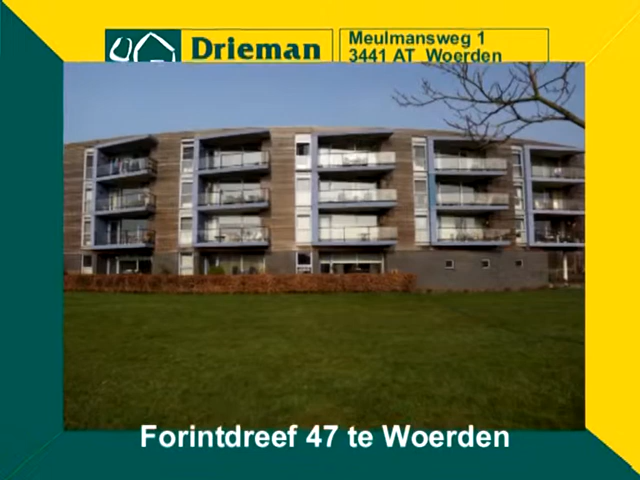 Drieman
Meulmansweg 1
3441 AT Woerden
Forintdreef 47 te Woerden